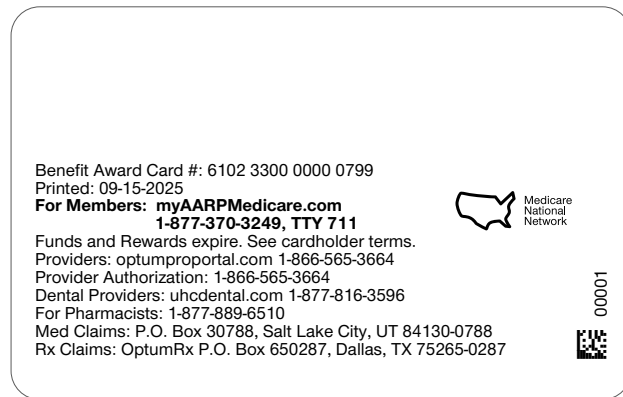 Benefit Award Card #: 6102 3300 0000 0799
Printed: 09-15-2025
For Members: myAARPMedicare.com
1-877-370-3249, TTY 711
Funds and Rewards expire. See cardholder terms.
Providers: optumproportal.com 1-866-565-3664
Provider Authorization: 1-866-565-3664
Dental Providers: uhcdental.com 1-877-816-3596
For Pharmacists: 1-877-889-6510
Med Claims: P.O. Box 30788, Salt Lake City, UT 84130-0788
Rx Claims: OptumRx P.O. Box 650287, Dallas, TX 75265-0287
Medicare
National
Network
00001